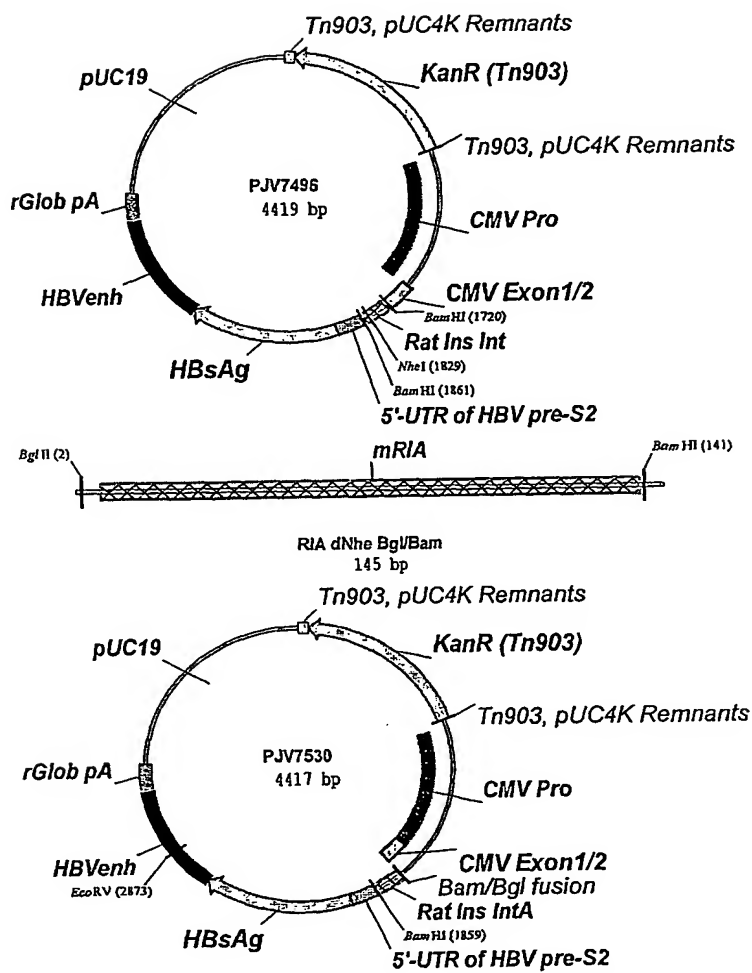 Tn903, pUC4K Remnants
KanR (Tn903)
pUC19
Tn903, pUC4K Remnants
PJV7496
4419 bp
rGlob pA
CMV Pro
HBVenh
CMV Exon1/2
BamHI (1720)
Rat Ins Int
NheI (1829)
HBsAg
BamHI (1861)
5'-UTR of HBV pre-S2
mRIA
BglII (2)
BamHI (141)
RIA dNhe Bgl/Bam
145 bp
Tn903, pUC4K Remnants
KanR (Tn903)
pUC19
Tn903, pUC4K Remnants
PJV7530
4417 bp
rGlob pA
CMV Pro
HBVenh
EcoRV (2873)
CMV Exon1/2
Bam/Bgl fusion
Rat Ins IntA
BamHI (1859)
HBsAg
5'-UTR of HBV pre-S2